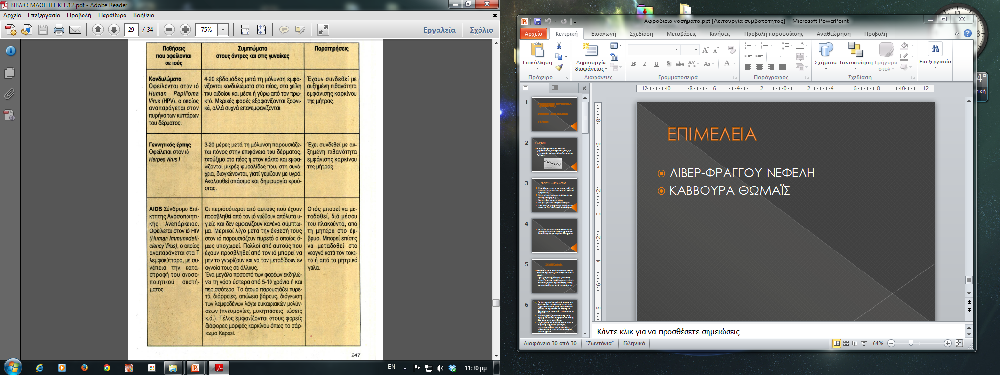 ΒΙΒΛΙΟ ΜΑΘΗΤΗ_ΚΕF.12.pdf - Adobe Reader
Αρχείο Επεξεργασία Προβολή Παράθυρο Βοήθεια
29 / 34 75% Εργαλεία Σχόλιο
Παθήσεις
που οφείλονται
σε ιούς
Συμπτώματα
στους άντρες και στις γυναίκες
Παρατηρήσεις
Κονδυλώματα
Οφείλονται στον ιό
Human Papilloma
Virus (HPV), ο οποίος
αναπαράγεται στον
πυρήνα των κυττάρων
του δέρματος.
4-20 εβδομάδες μετά τη μόλυνση εμφα-
νίζονται κονδυλώματα στο πέος, στα χείλη
του αιδοίου και μέσα ή γύρω από τον πρω-
κτό. Μερικές φορές εξαφανίζονται ξαφνι-
κά, αλλά συχνά επανεμφανίζονται
Έχουν συνδεθεί με
αυξημένη πιθανότητα
εμφάνισης καρκίνου
της μήτρας.
Γεννητικός έρπης
Οφείλεται στον ιό
Herpes Virus I
3-20 μέρες μετά τη μόλυνση παρουσιάζε-
ται πόνος στην επιφάνεια του δέρματος,
τσούξιμο στο πέος ή στον κόλπο και εμφα-
νίζονται μικρές φυσαλίδες που, στη συνέ-
χεια, διογκώνονται, γιατί γεμίζουν με υγρό.
Ακολουθεί σπάσιμο και δημιουργία κρού-
στας.
Έχει συνδεθεί με αυ-
ξημένη πιθανότητα
εμφάνισης καρκίνου
της μήτρας
AIDS Σύνδρομο Επί-
κτητης Ανοσοποιητι-
κής Ανεπάρκειας.
Οφείλεται στον ιό HIV
(Human Immunodefi-
ciency Virus), ο οποίος
αναπαράγεται στα Τ
λεμφοκύτταρα, με συ-
νέπεια την κατα-
στροφή του ανοσο-
ποιητικού συστή-
ματος.
Οι περισσότεροι από αυτούς που έχουν
προσβληθεί από τον ιό νιώθουν απόλυτα υ-
γιείς και δεν εμφανίζουν κανένα σύμπτω-
μα. Μερικοί λίγο μετά την έκθεσή τους
στον ιό παρουσιάζουν πυρετό ο οποίος ό-
μως υποχωρεί. Πολλοί από αυτούς που
έχουν προσβληθεί από τον ιό μπορεί να
μην το γνωρίζουν και να τον μεταδίδουν εν
αγνοία τους σε άλλους.
Ένα μεγάλο ποσοστό των φορέων εκδηλώ-
νει τη νόσο ύστερα από 5-10 χρόνια ή και
περισσότερα. Το άτομο παρουσιάζει πυρε-
τό, διάρροιες, απώλεια βάρους, διόγκωση
των λεμφαδένων λόγω ευκαιριακών μολύν-
σεων (πνευμονίες, μυκητιάσεις, ιώσεις
κ.ά.). Τέλος εμφανίζονται στους φορείς
διάφορες μορφές καρκίνου όπως το σάρ-
κωμα Kaposi.
Ο ιός μπορεί να με-
ταδοθεί, διά μέσου
του πλακούντα, από
τη μητέρα στο έμ-
βρυο. Μπορεί επίσης
να μεταδοθεί στο
νεογνό κατά τον τοκε-
τό ή από το μητρικό
γάλα.
247
EN 11:30 μμ
Αφροδισια νοσήματα.ppt [Λειτουργία συμβατότητας] - Microsoft PowerPoint
Αρχείο Κεντρική Εισαγωγή Σχεδίαση Μεταβάσεις Κινήσεις Προβολή παρουσίασης Αναθεώρηση Προβολή
Επικόλληση
Πρόχειρο
Δημιουργία
διαφάνειας
Διαφάνειες
Γραμματοσειρά
Παράγραφος
Σχήματα Τακτοποίηση Γρήγορα
στυλ
Σχεδίαση
Επεξεργασία
1
2
3
4
5
6
ΕΠΙΜΕΛΕΙΑ
ΛΙΒΕΡ-ΦΡΑΓΓΟΥ ΝΕΦΕΛΗ
ΚΑΒΒΟΥΡΑ ΘΩΜΑΪΣ
Κάντε κλικ για να προσθέσετε σημειώσεις
Διαφάνεια 30 από 30 "Ζωντάνια" Ελληνικά 64%